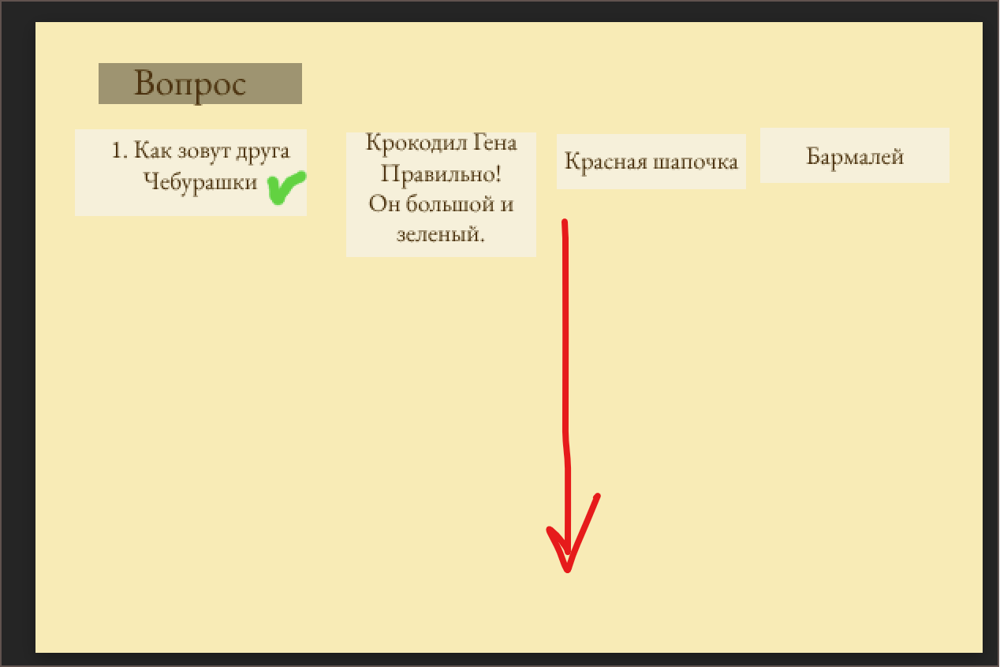 Вопрос
1. Как зовут друга
Чебурашки
Крокодил Гена
Правильно!
Он большой и
зеленый.
Красная шапочка
Бармалей